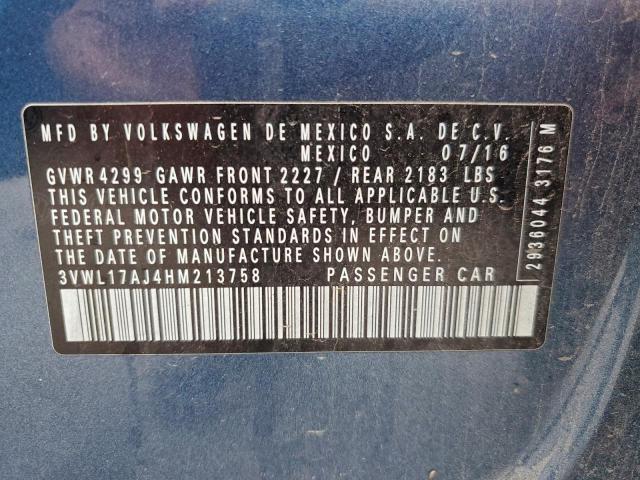 MFD BY VOLKSWAGEN DE MEXICO S.A. DE C.V.
MEXICO 07/16
GVWR 4299 GAWR FRONT 2227 / REAR 2183 LBS
THIS VEHICLE CONFORMS TO ALL APPLICABLE U.S.
FEDERAL MOTOR VEHICLE SAFETY, BUMPER AND
THEFT PREVENTION STANDARDS IN EFFECT ON
THE DATE OF MANUFACTURE SHOWN ABOVE.
3VWL17AJ4HM213758 PASSENGER CAR
2936044 3176 M